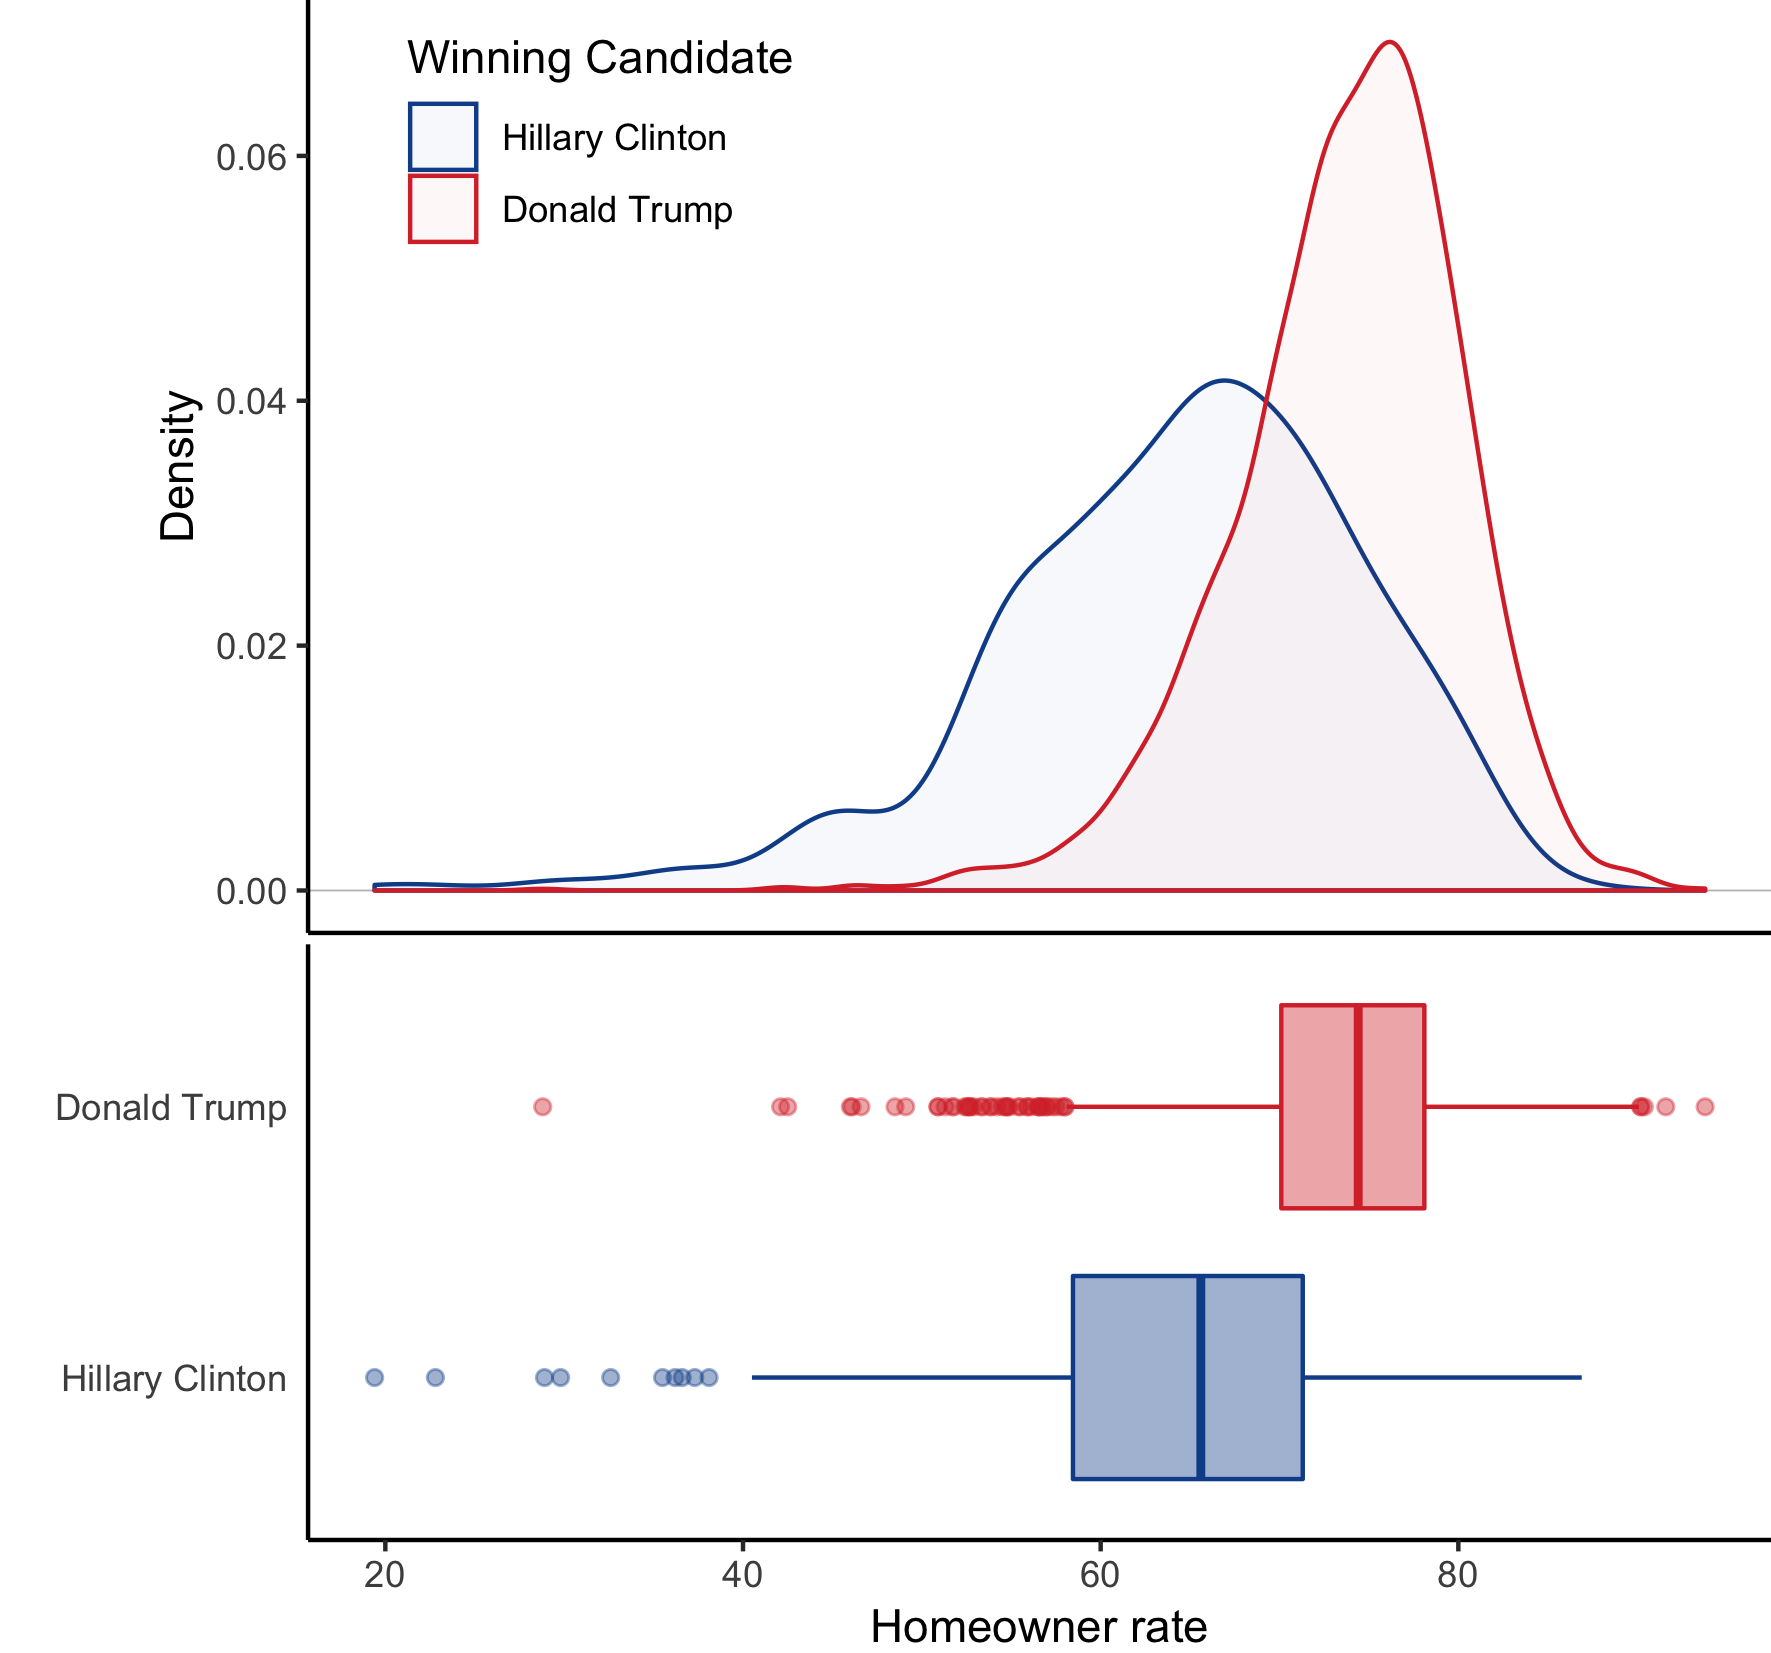 Winning Candidate
Hillary Clinton
Donald Trump
0.06
0.04
0.02
0.00
Density
Donald Trump
Hillary Clinton
20 40 60 80
Homeowner rate